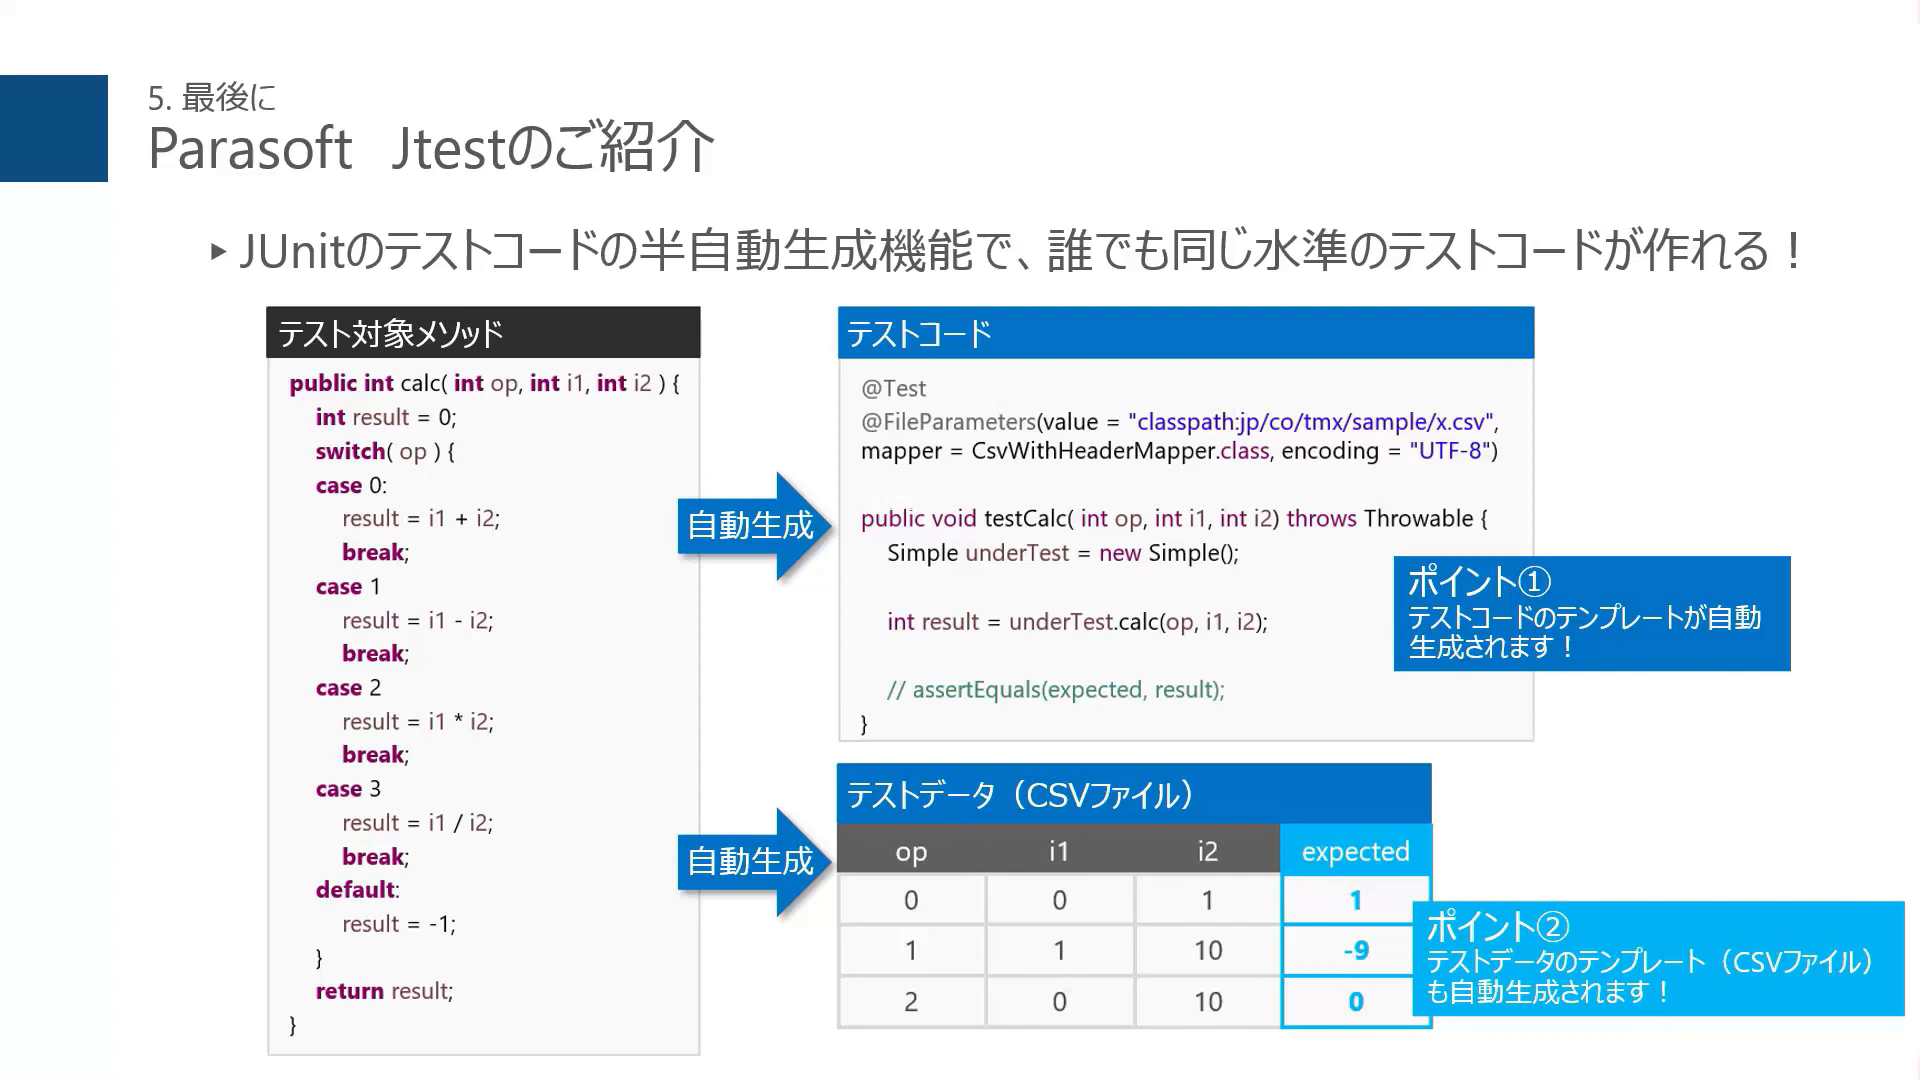 5. 最後に
Parasoft　Jtestのご紹介
▸ JUnitのテストコードの半自動生成機能で、誰でも同じ水準のテストコードが作れる！
テスト対象メソッド
public int calc( int op, int i1, int i2 ) {
int result = 0;
switch( op ) {
case 0:
result = i1 + i2;
break;
case 1
result = i1 - i2;
break;
case 2
result = i1 * i2;
break;
case 3
result = i1 / i2;
break;
default:
result = -1;
}
return result;
}
自動生成
自動生成
テストコード
@Test
@FileParameters(value = "classpath:jp/co/tmx/sample/x.csv",
mapper = CsvWithHeaderMapper.class, encoding = "UTF-8")
public void testCalc( int op, int i1, int i2) throws Throwable {
Simple underTest = new Simple();
int result = underTest.calc(op, i1, i2);
// assertEquals(expected, result);
}
ポイント①
テストコードのテンプレートが自動
生成されます！
テストデータ（CSVファイル）
op i1 i2 expected
0 0 1 1
1 1 10 -9
2 0 10 0
ポイント②
テストデータのテンプレート（CSVファイル）
も自動生成されます！